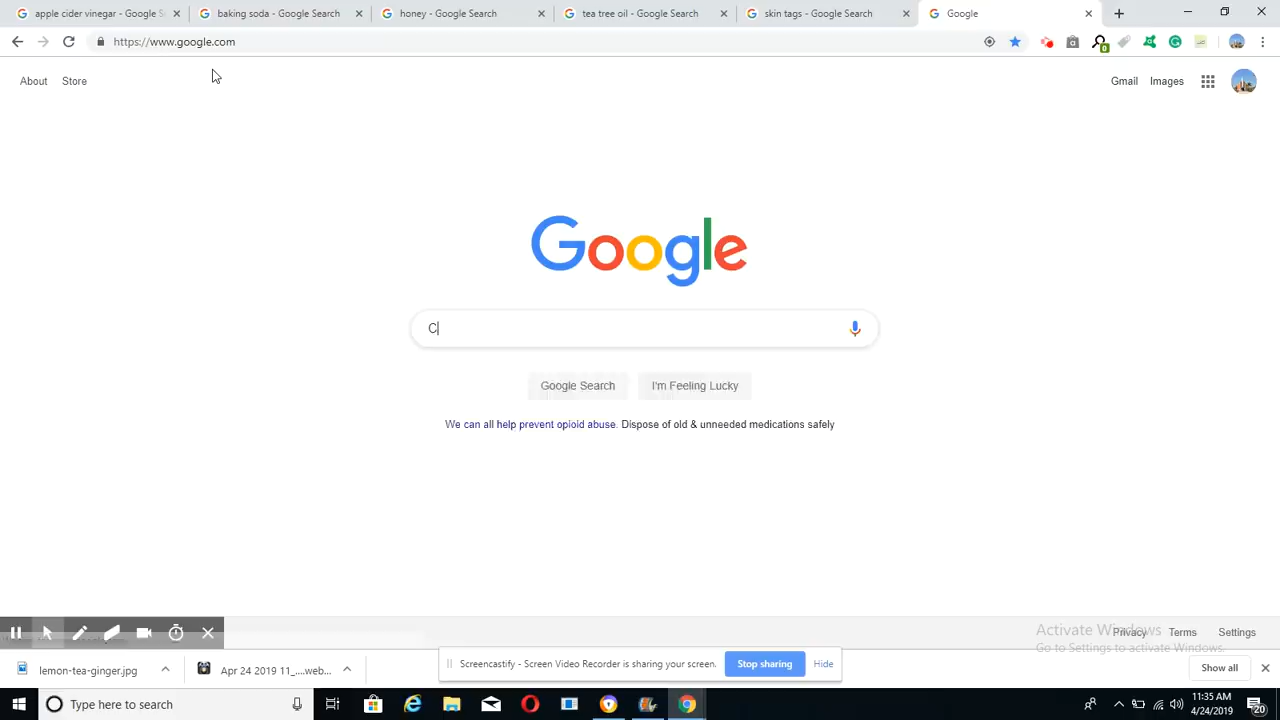 apple cider vinegar - Google S
baking soda - Google Search
honey - Google Search
tea tree oil - Google Search
skin tags - Google Search
Google
https://www.google.com
About
Store
Gmail
Images
Google
C
Google Search
I'm Feeling Lucky
We can all help prevent opioid abuse. Dispose of old & unneeded medications safely
Activate Windows
Go to Settings to activate Windows.
Privacy
Terms
Settings
lemon-tea-ginger.jpg
Apr 24 2019 11_....web...
Screencastify - Screen Video Recorder is sharing your screen.
Stop sharing
Hide
Show all
Type here to search
11:35 AM
4/24/2019
20
0